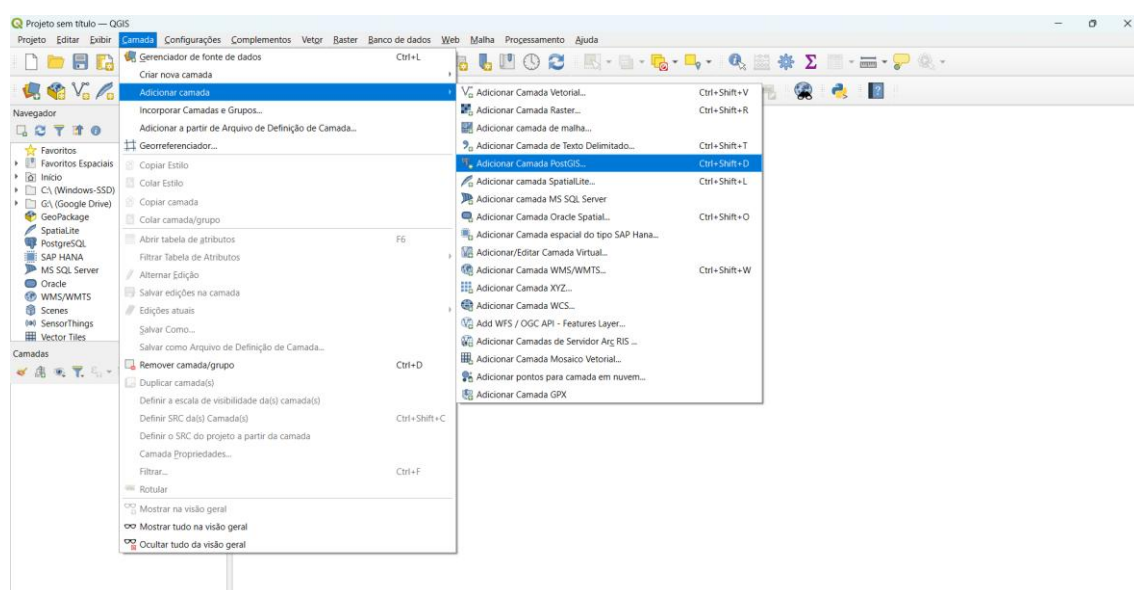 Projeto sem título — QGIS
Projeto Editar Exibir Camada Configurações Complementos Vetor Raster Banco de dados Web Malha Processamento Ajuda
Gerenciador de fonte de dados Ctrl+L
Criar nova camada
Adicionar camada
Incorporar Camadas e Grupos...
Adicionar a partir de Arquivo de Definição de Camada...
Georreferenciador...
Copiar Estilo
Colar Estilo
Copiar camada
Colar camada/grupo
Abrir tabela de atributos F6
Filtrar Tabela de Atributos
Alternar Edição
Salvar edições na camada
Edições atuais
Salvar Como...
Salvar como Arquivo de Definição de Camada...
Remover camada/grupo Ctrl+D
Duplicar camada(s)
Definir a escala de visibilidade da(s) camada(s)
Definir SRC da(s) Camada(s) Ctrl+Shift+C
Definir o SRC do projeto a partir da camada
Camada Propriedades...
Filtrar... Ctrl+F
Rotular
Mostrar na visão geral
Mostrar tudo na visão geral
Ocultar tudo da visão geral
Adicionar Camada Vetorial... Ctrl+Shift+V
Adicionar Camada Raster... Ctrl+Shift+R
Adicionar camada de malha...
Adicionar Camada de Texto Delimitado... Ctrl+Shift+T
Adicionar Camada PostGIS... Ctrl+Shift+D
Adicionar camada SpatialLite... Ctrl+Shift+L
Adicionar camada MS SQL Server
Adicionar Camada Oracle Spatial... Ctrl+Shift+O
Adicionar Camada espacial do tipo SAP Hana...
Adicionar/Editar Camada Virtual...
Adicionar Camada WMS/WMTS... Ctrl+Shift+W
Adicionar Camada XYZ...
Adicionar Camada WCS...
Add WFS / OGC API - Features Layer...
Adicionar Camadas de Servidor Arc RIS ...
Adicionar Camada Mosaico Vetorial...
Adicionar pontos para camada em nuvem...
Adicionar Camada GPX
Navegador
Favoritos
Favoritos Espaciais
Início
C:\ (Windows-SSD)
G:\ (Google Drive)
GeoPackage
SpatiaLite
PostgreSQL
SAP HANA
MS SQL Server
Oracle
WMS/WMTS
Scenes
SensorThings
Vector Tiles
Camadas